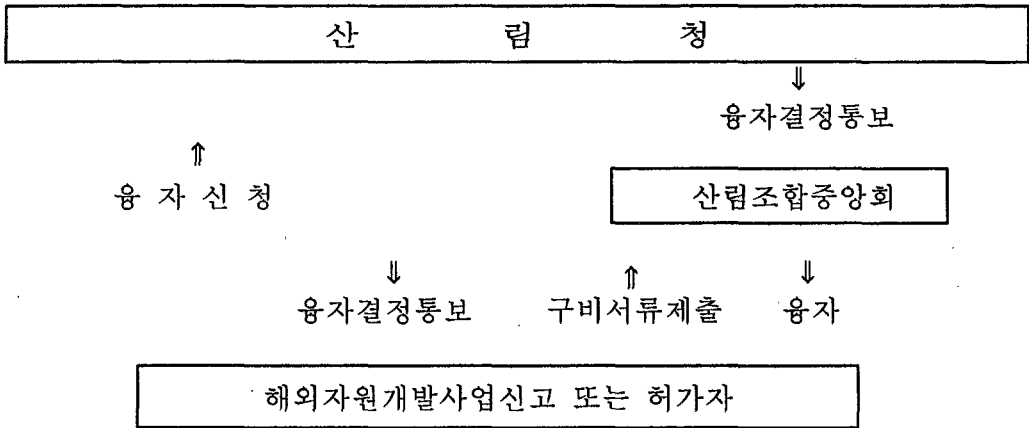 산 림 청
⇓
융자결정통보
⇑
융 자 신 청
산림조합중앙회
⇓ ⇑ ⇓
융자결정통보 구비서류제출 융자
해외자원개발사업신고 또는 허가자